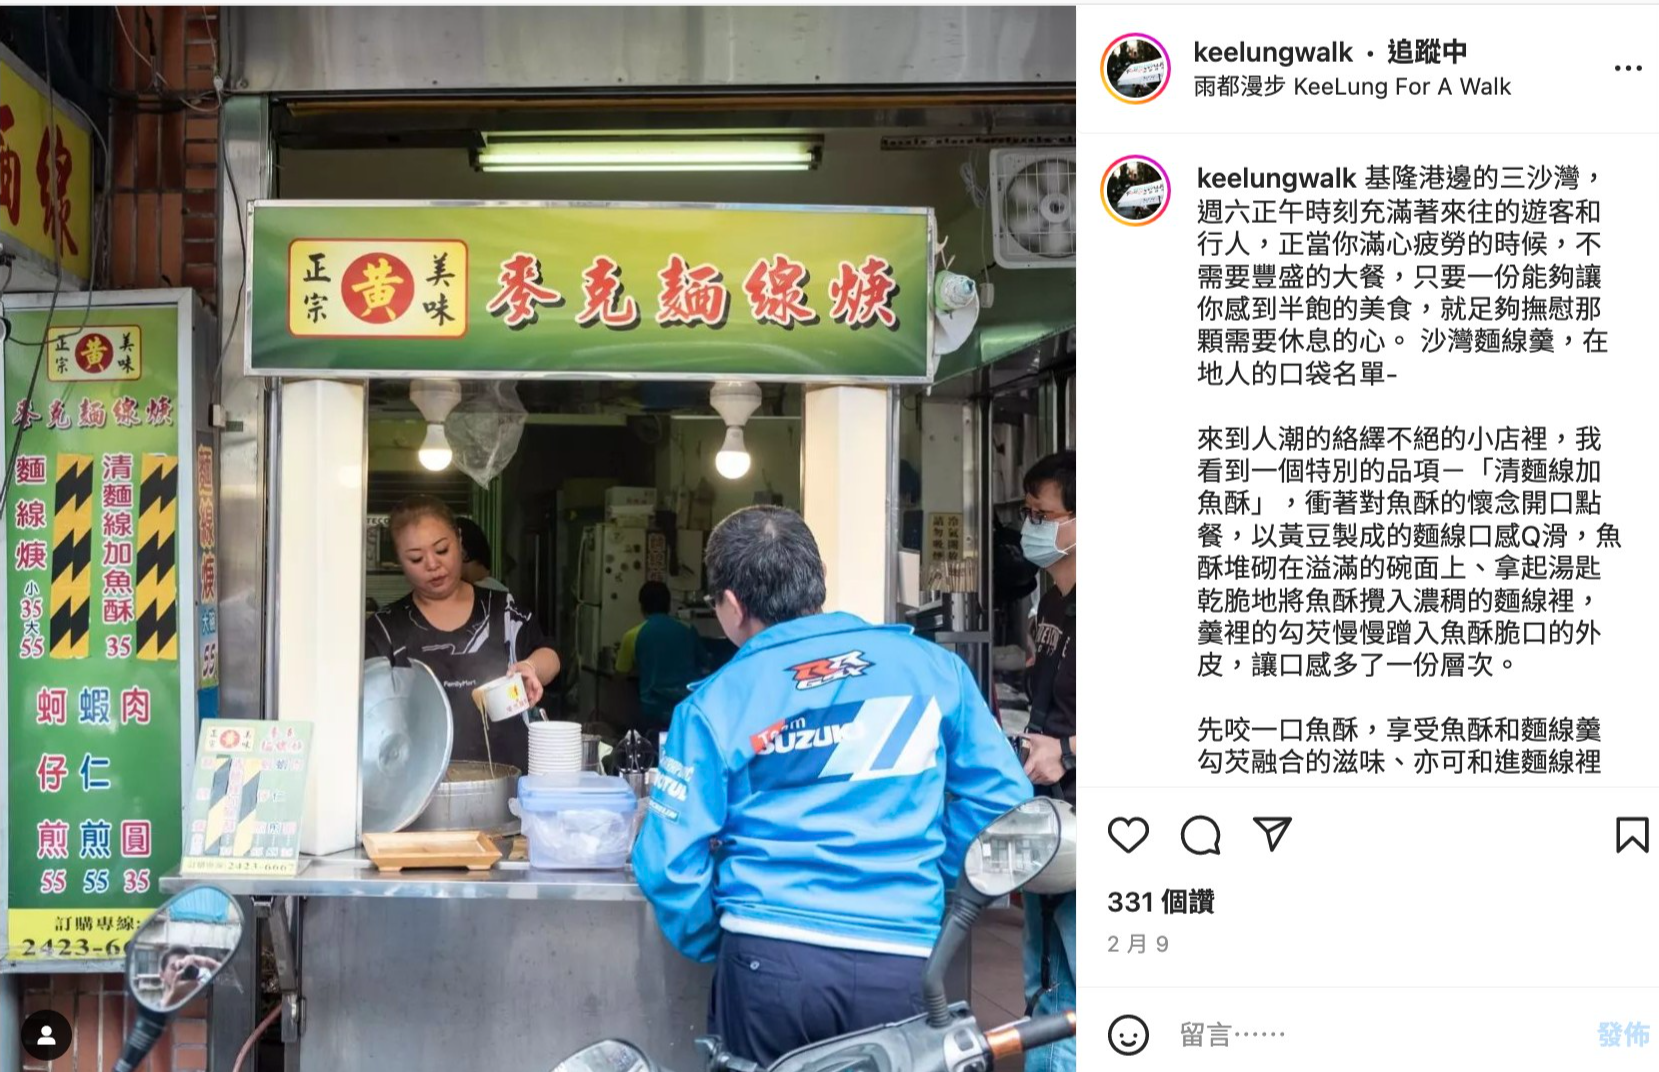 麵線
正宗
黃
美味
麥克麵線焿
正宗
黃
美味
麥克麵線焿
麵線焿
小
35
大
55
清麵線加魚酥
35
蚵仔煎
55
蝦仁煎
55
肉圓
35
訂購專線:
2423-66
正宗
黃
美味
2423-666
FamilyMart
Team
SUZUKI
keelungwalk • 追蹤中
雨都漫步 KeeLung For A Walk
keelungwalk 基隆港邊的三沙灣，
週六正午時刻充滿著來往的遊客和
行人，正當你滿心疲勞的時候，不
需要豐盛的大餐，只要一份能夠讓
你感到半飽的美食，就足夠撫慰那
顆需要休息的心。 沙灣麵線羹，在
地人的口袋名單-
來到人潮的絡繹不絕的小店裡，我
看到一個特別的品項－「清麵線加
魚酥」，衝著對魚酥的懷念開口點
餐，以黃豆製成的麵線口感Q滑，魚
酥堆砌在溢滿的碗面上、拿起湯匙
乾脆地將魚酥攪入濃稠的麵線裡，
羹裡的勾芡慢慢蹭入魚酥脆口的外
皮，讓口感多了一份層次。
先咬一口魚酥，享受魚酥和麵線羹
勾芡融合的滋味、亦可和進麵線裡
331 個讚
2 月 9
留言⋯⋯
發佈